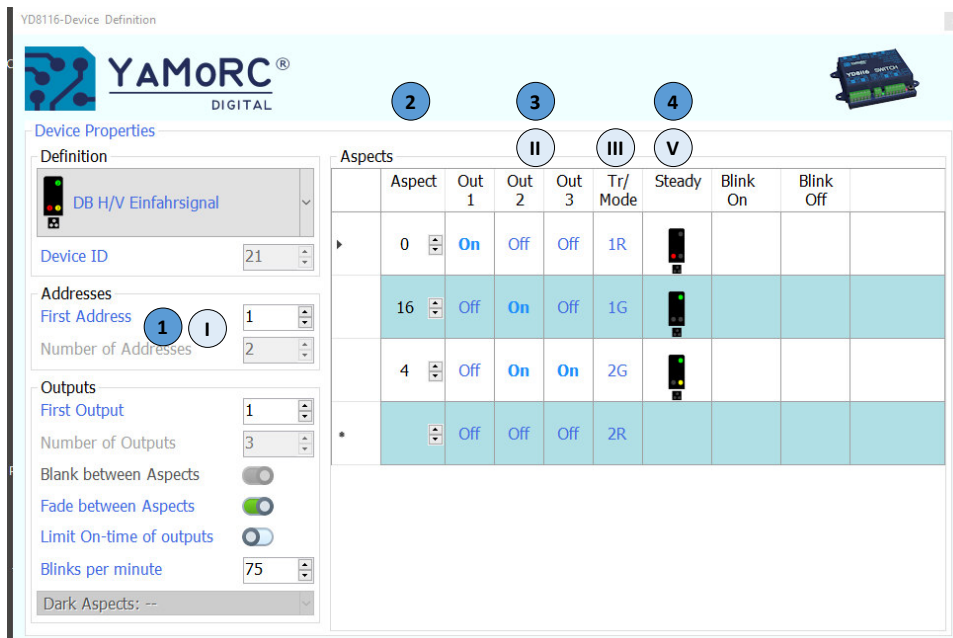 YD8116-Device Definition
YAMORC®
DIGITAL
YD8116 SWITCH
2 3 4
Device Properties
II III V
Definition
Aspects
DB H/V Einfahrsignal
Device ID 21
Addresses
First Address 1 I 1
Number of Addresses 2
Outputs
First Output 1
Number of Outputs 3
Blank between Aspects
Fade between Aspects
Limit On-time of outputs
Blinks per minute 75
Dark Aspects: --
Aspect Out 1 Out 2 Out 3 Tr/ Mode Steady Blink On Blink Off
0 On Off Off 1R
16 Off On Off 1G
4 Off On On 2G
* Off Off Off 2R